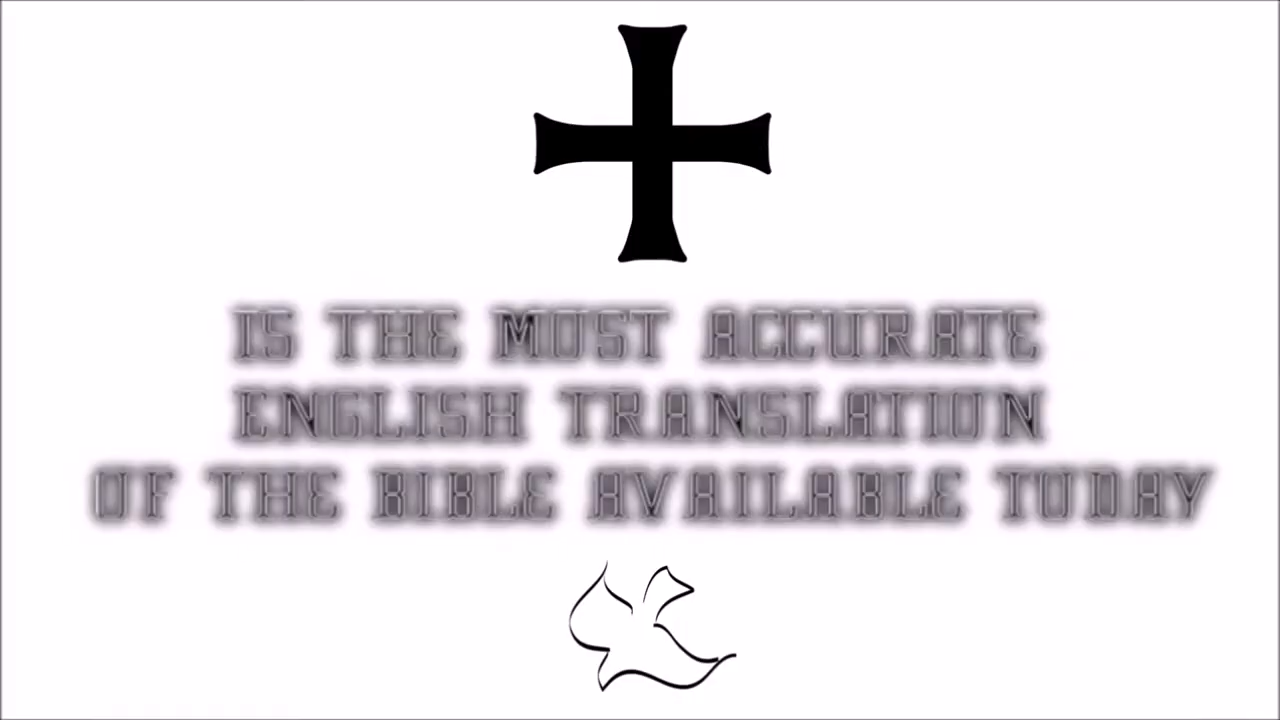 IS THE MOST ACCURATE
ENGLISH TRANSLATION
OF THE BIBLE AVAILABLE TODAY